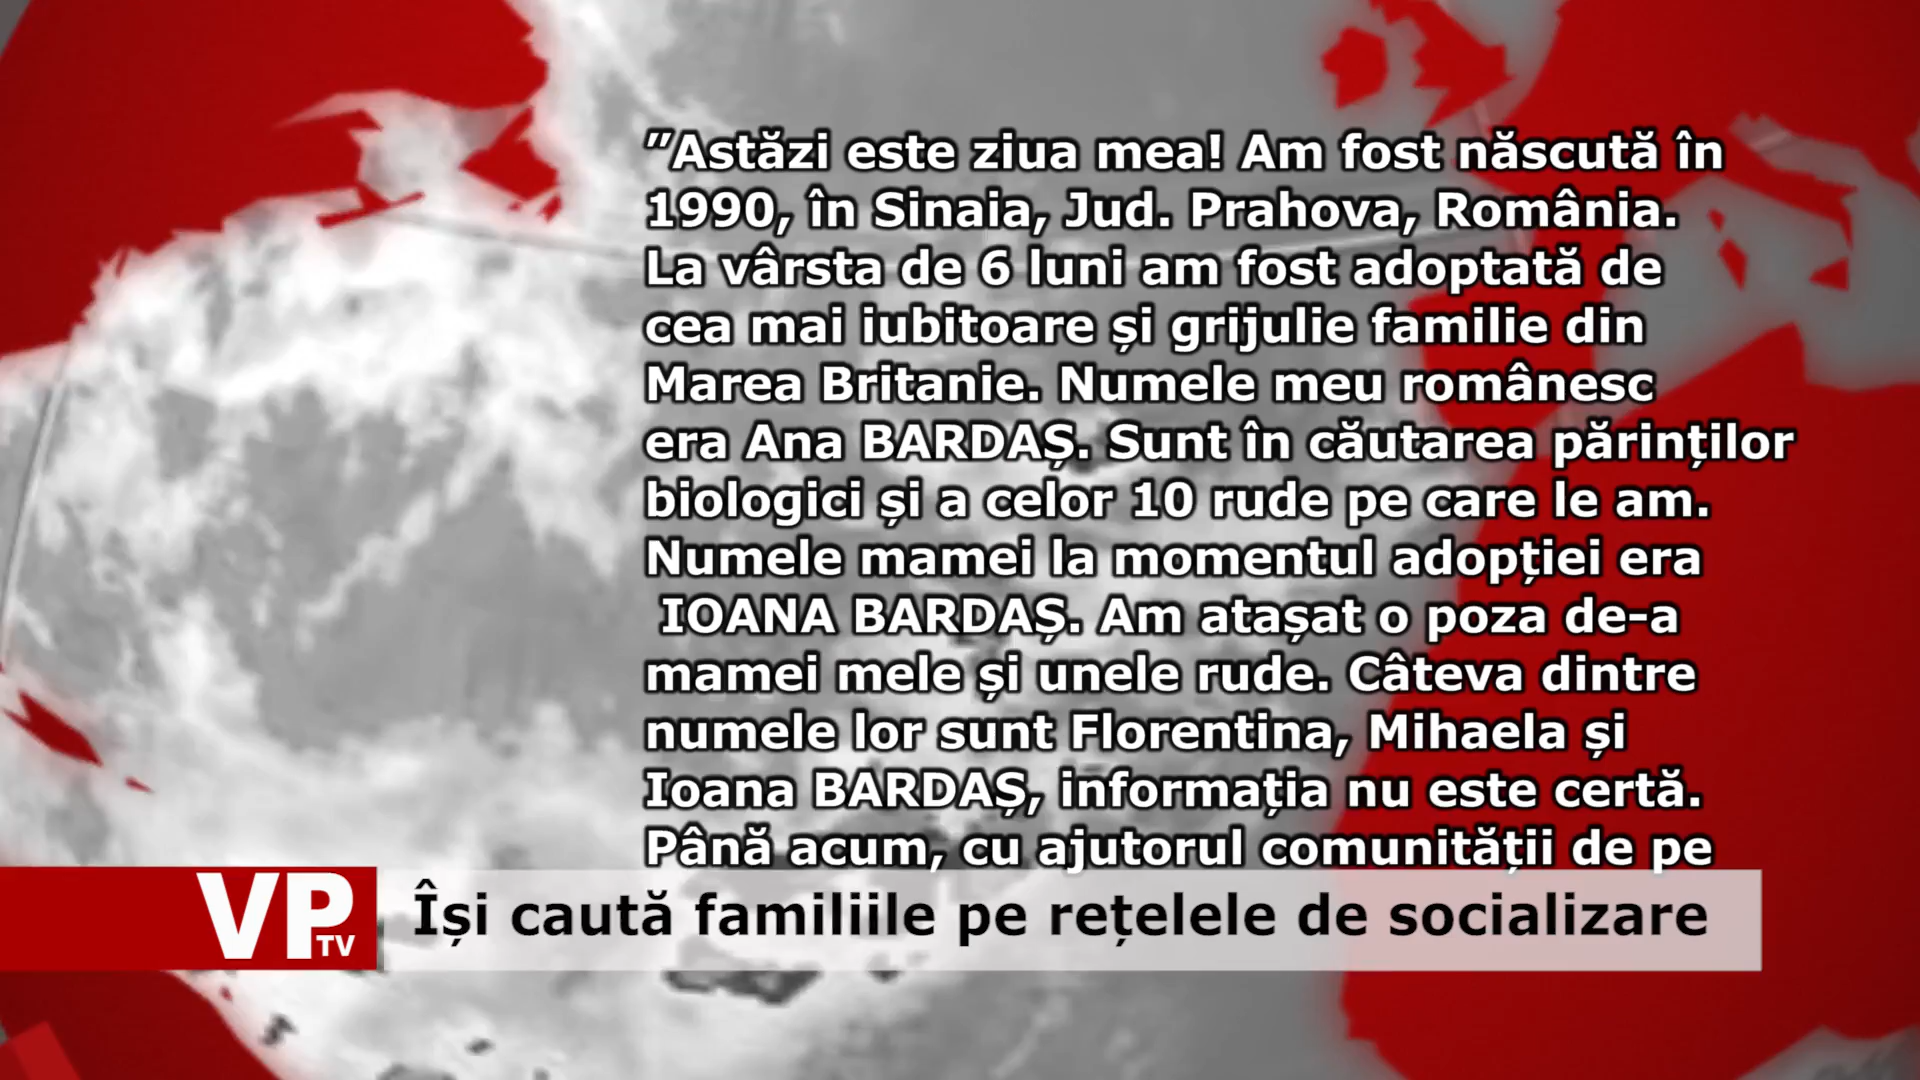 ”Astăzi este ziua mea! Am fost născută în
1990, în Sinaia, Jud. Prahova, România.
La vârsta de 6 luni am fost adoptată de
cea mai iubitoare și grijulie familie din
Marea Britanie. Numele meu românesc
era Ana BARDAȘ. Sunt în căutarea părinților
biologici și a celor 10 rude pe care le am.
Numele mamei la momentul adopției era
IOANA BARDAȘ. Am atașat o poza de-a
mamei mele și unele rude. Câteva dintre
numele lor sunt Florentina, Mihaela și
Ioana BARDAȘ, informația nu este certă.
Până acum, cu ajutorul comunității de pe
VP TV
Își caută familiile pe rețelele de socializare